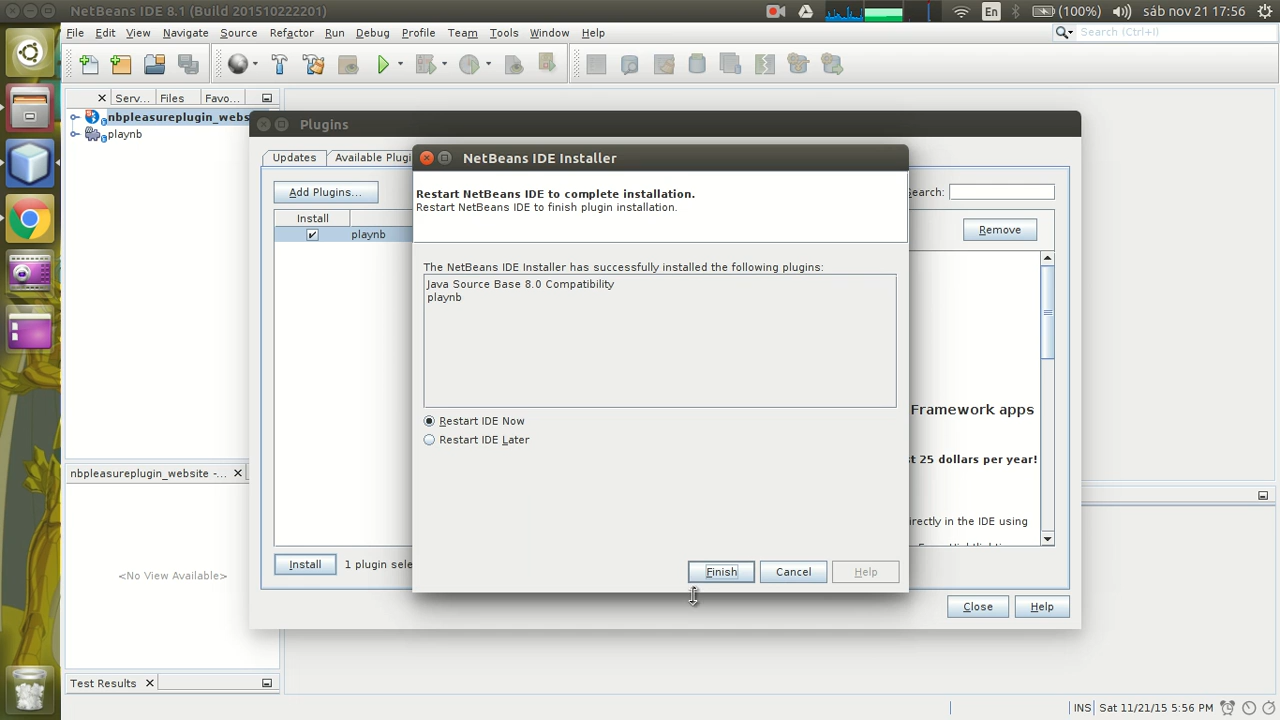 NetBeans IDE 8.1 (Build 201510222201)
En
(100%)
sáb nov 21 17:56
File Edit View Navigate Source Refactor Run Debug Profile Team Tools Window Help
Search (Ctrl+I)
Serv... Files Favo...
nbpleasureplugin_webs
playnb
Plugins
Updates
Available Plugi
Add Plugins...
earch:
Install
playnb
Remove
NetBeans IDE Installer
Restart NetBeans IDE to complete installation.
Restart NetBeans IDE to finish plugin installation.
The NetBeans IDE Installer has successfully installed the following plugins:
Java Source Base 8.0 Compatibility
playnb
Restart IDE Now
Restart IDE Later
Finish Cancel Help
Framework apps
t 25 dollars per year!
irectly in the IDE using
Install
1 plugin sele
Close Help
nbpleasureplugin_website -...
<No View Available>
Test Results
INS
Sat 11/21/15 5:56 PM